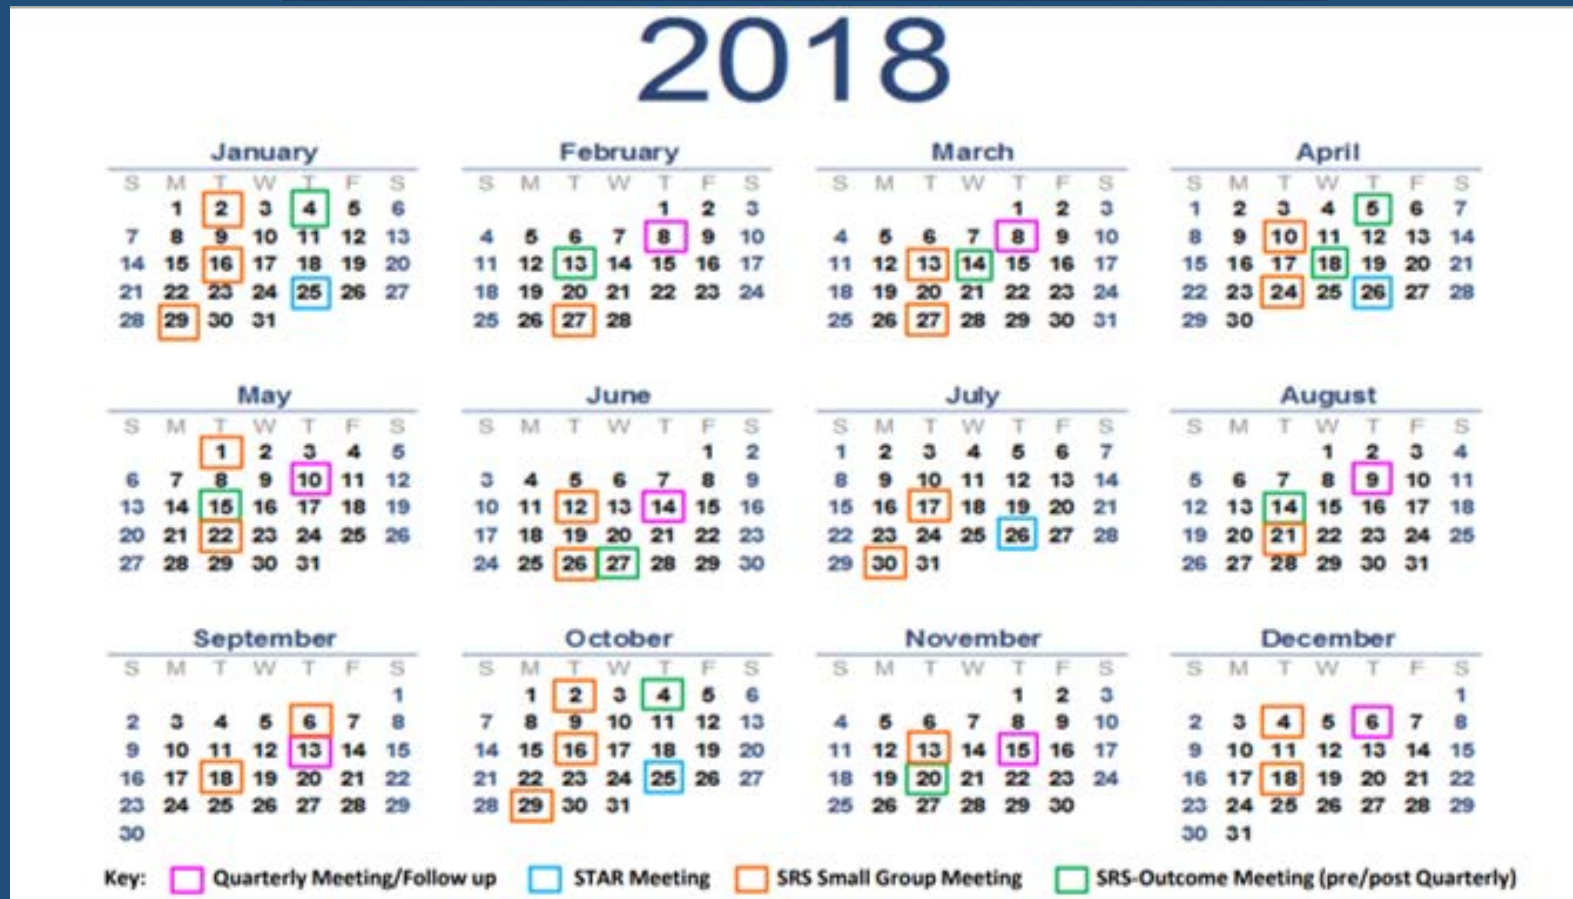 2018
January February March April
S M T W T F S S M T W T F S S M T W T F S S M T W T F S
1 2 3 4 5 6 1 2 3 1 2 3 1 2 3 4 5 6 7
7 8 9 10 11 12 13 4 5 6 7 8 9 10 4 5 6 7 8 9 10 8 9 10 11 12 13 14
14 15 16 17 18 19 20 11 12 13 14 15 16 17 11 12 13 14 15 16 17 15 16 17 18 19 20 21
21 22 23 24 25 26 27 18 19 20 21 22 23 24 18 19 20 21 22 23 24 22 23 24 25 26 27 28
28 29 30 31 25 26 27 28 25 26 27 28 29 30 31 29 30
May June July August
S M T W T F S S M T W T F S S M T W T F S S M T W T F S
1 2 3 4 5 1 2 1 2 3 4 5 6 7 1 2 3 4
6 7 8 9 10 11 12 3 4 5 6 7 8 9 8 9 10 11 12 13 14 5 6 7 8 9 10 11
13 14 15 16 17 18 19 10 11 12 13 14 15 16 15 16 17 18 19 20 21 12 13 14 15 16 17 18
20 21 22 23 24 25 26 17 18 19 20 21 22 23 22 23 24 25 26 27 28 19 20 21 22 23 24 25
27 28 29 30 31 24 25 26 27 28 29 30 29 30 31 26 27 28 29 30 31
September October November December
S M T W T F S S M T W T F S S M T W T F S S M T W T F S
1 1 2 3 4 5 6 1 2 3 1
2 3 4 5 6 7 8 7 8 9 10 11 12 13 4 5 6 7 8 9 10 2 3 4 5 6 7 8
9 10 11 12 13 14 15 14 15 16 17 18 19 20 11 12 13 14 15 16 17 9 10 11 12 13 14 15
16 17 18 19 20 21 22 21 22 23 24 25 26 27 18 19 20 21 22 23 24 16 17 18 19 20 21 22
23 24 25 26 27 28 29 28 29 30 31 25 26 27 28 29 30 23 24 25 26 27 28 29
30 30 31
Key: Quarterly Meeting/Follow up STAR Meeting SRS Small Group Meeting SRS-Outcome Meeting (pre/post Quarterly)